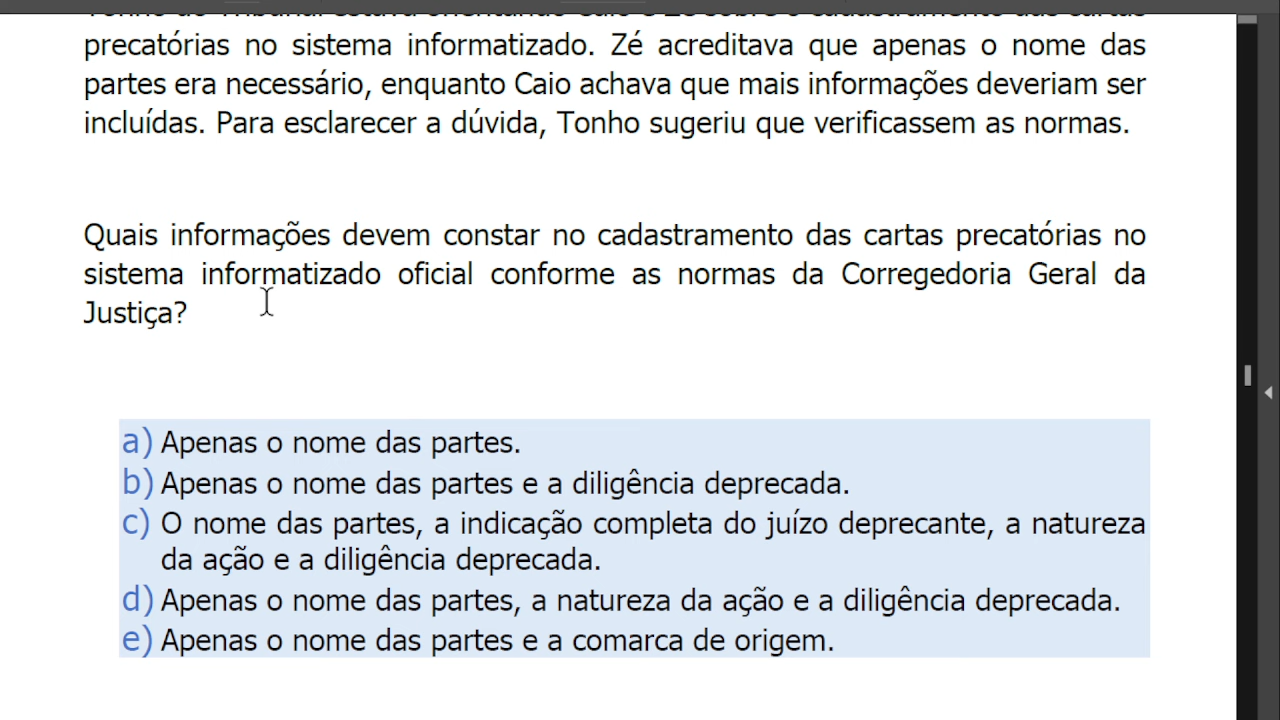 precatórias no sistema informatizado. Zé acreditava que apenas o nome das
partes era necessário, enquanto Caio achava que mais informações deveriam ser
incluídas. Para esclarecer a dúvida, Tonho sugeriu que verificassem as normas.
Quais informações devem constar no cadastramento das cartas precatórias no
sistema informatizado oficial conforme as normas da Corregedoria Geral da
Justiça?
a) Apenas o nome das partes.
b) Apenas o nome das partes e a diligência deprecada.
c) O nome das partes, a indicação completa do juízo deprecante, a natureza
da ação e a diligência deprecada.
d) Apenas o nome das partes, a natureza da ação e a diligência deprecada.
e) Apenas o nome das partes e a comarca de origem.